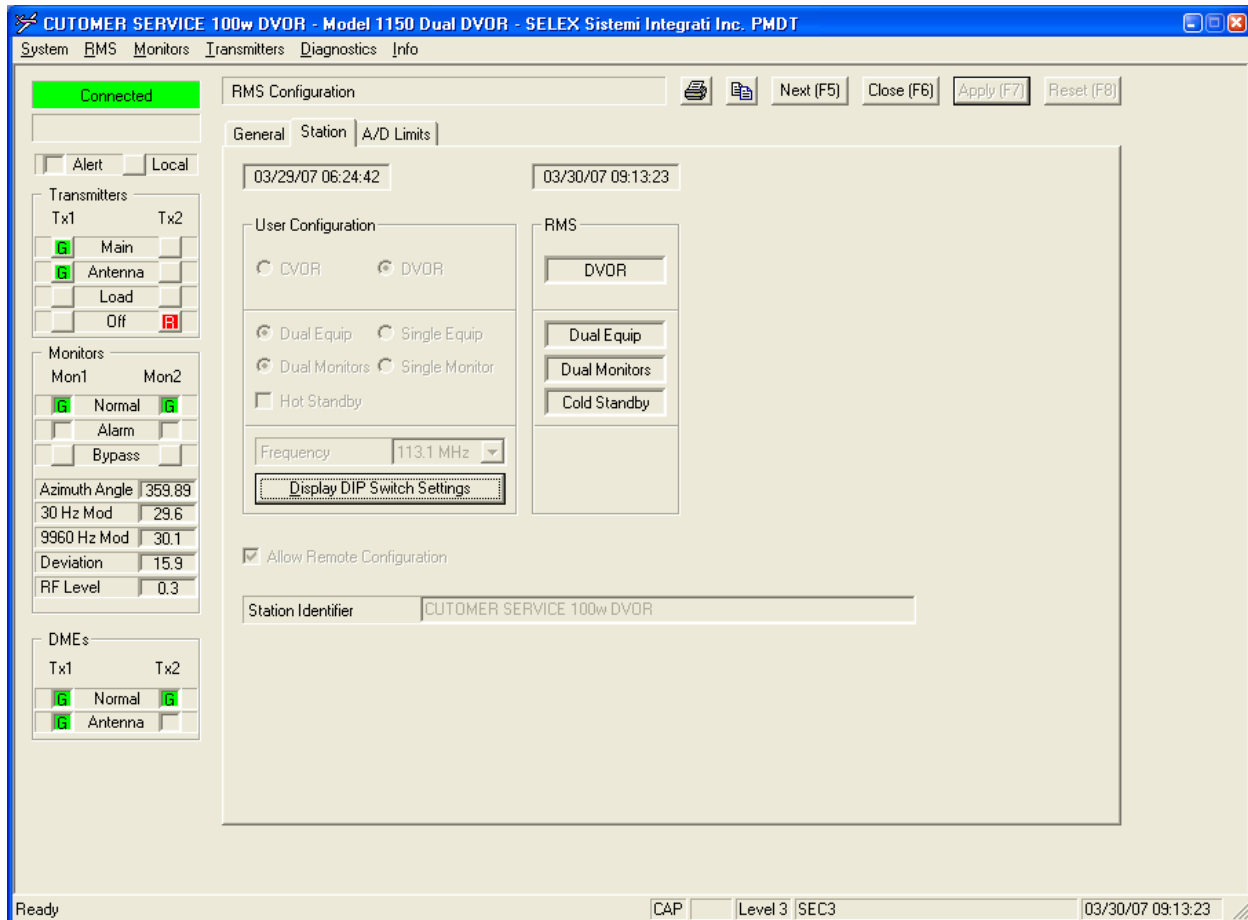 CUTOMER SERVICE 100w DVOR - Model 1150 Dual DVOR - SELEX Sistemi Integrati Inc. PMDT
System RMS Monitors Transmitters Diagnostics Info
Connected
RMS Configuration
Next (F5) Close (F6) Apply (F7) Reset (F8)
General Station A/D Limits
Alert Local
Transmitters
Tx1 Tx2
G Main
G Antenna
Load
Off R
Monitors
Mon1 Mon2
G Normal G
Alarm
Bypass
Azimuth Angle 359.89
30 Hz Mod 29.6
9960 Hz Mod 30.1
Deviation 15.9
RF Level 0.3
DMEs
Tx1 Tx2
G Normal G
G Antenna
03/29/07 06:24:42 03/30/07 09:13:23
User Configuration
CVOR DVOR
Dual Equip Single Equip
Dual Monitors Single Monitor
Hot Standby
Frequency 113.1 MHz
Display DIP Switch Settings
RMS
DVOR
Dual Equip
Dual Monitors
Cold Standby
Allow Remote Configuration
Station Identifier CUTOMER SERVICE 100w DVOR
Ready CAP Level 3 SEC3 03/30/07 09:13:23